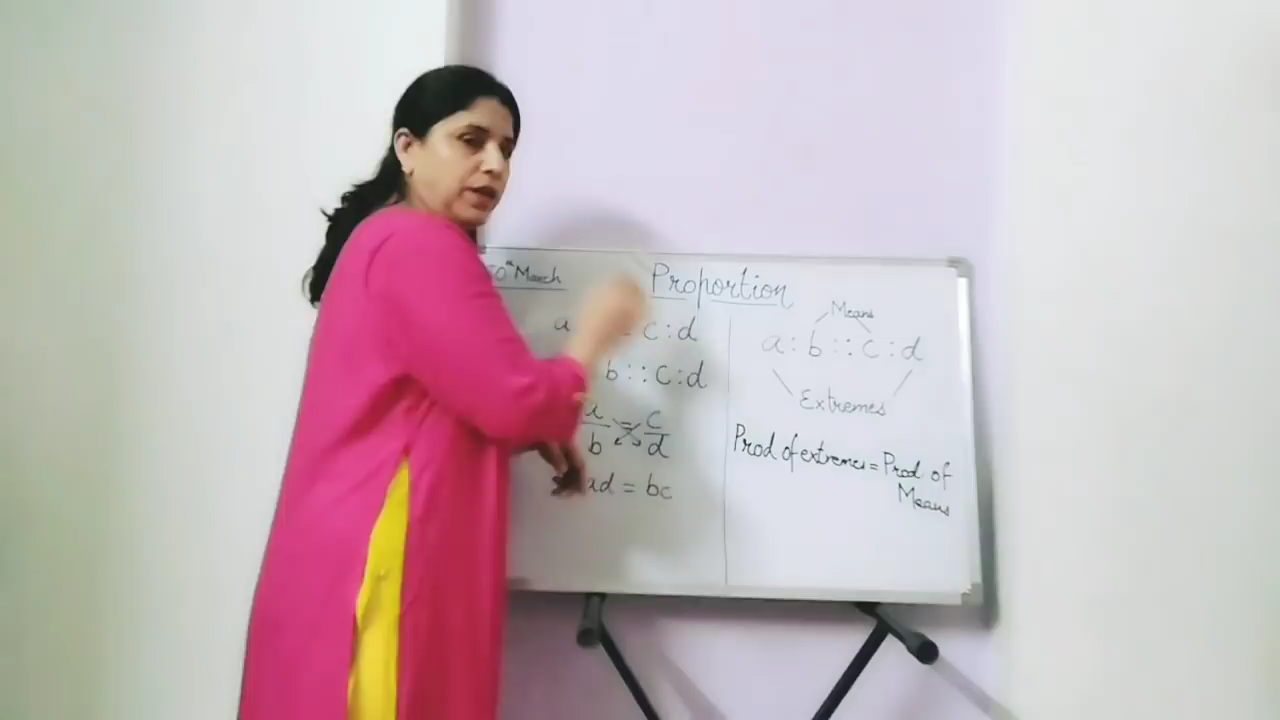 March
Proportion
a = c : d
b :: c : d
a/b = c/d
ad = bc
Means
a : b :: c : d
Extremes
Prod of extremes = Prod of
Means